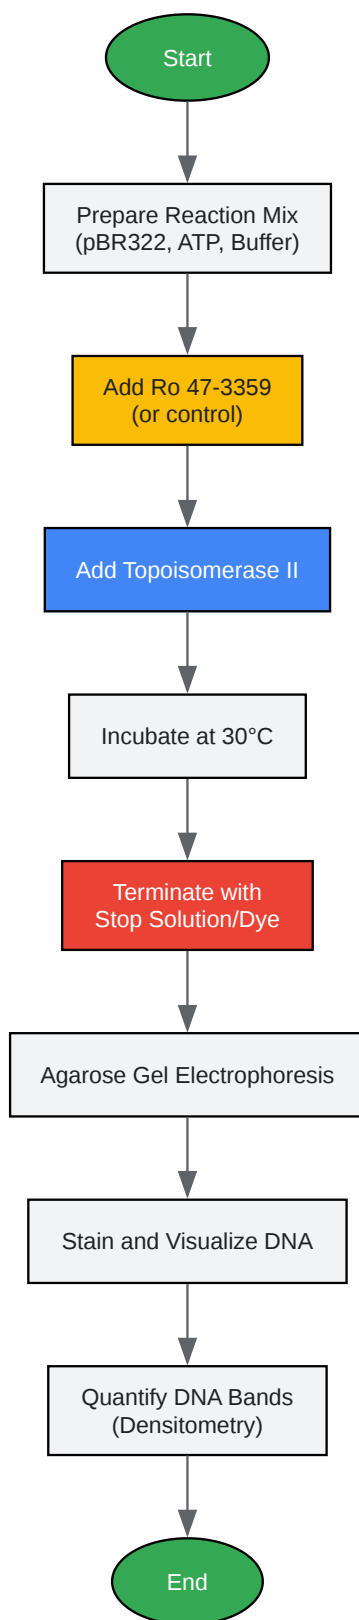 Start
Prepare Reaction Mix
(pBR322, ATP, Buffer)
Add Ro 47-3359
(or control)
Add Topoisomerase II
Incubate at 30°C
Terminate with
Stop Solution/Dye
Agarose Gel Electrophoresis
Stain and Visualize DNA
Quantify DNA Bands
(Densitometry)
End